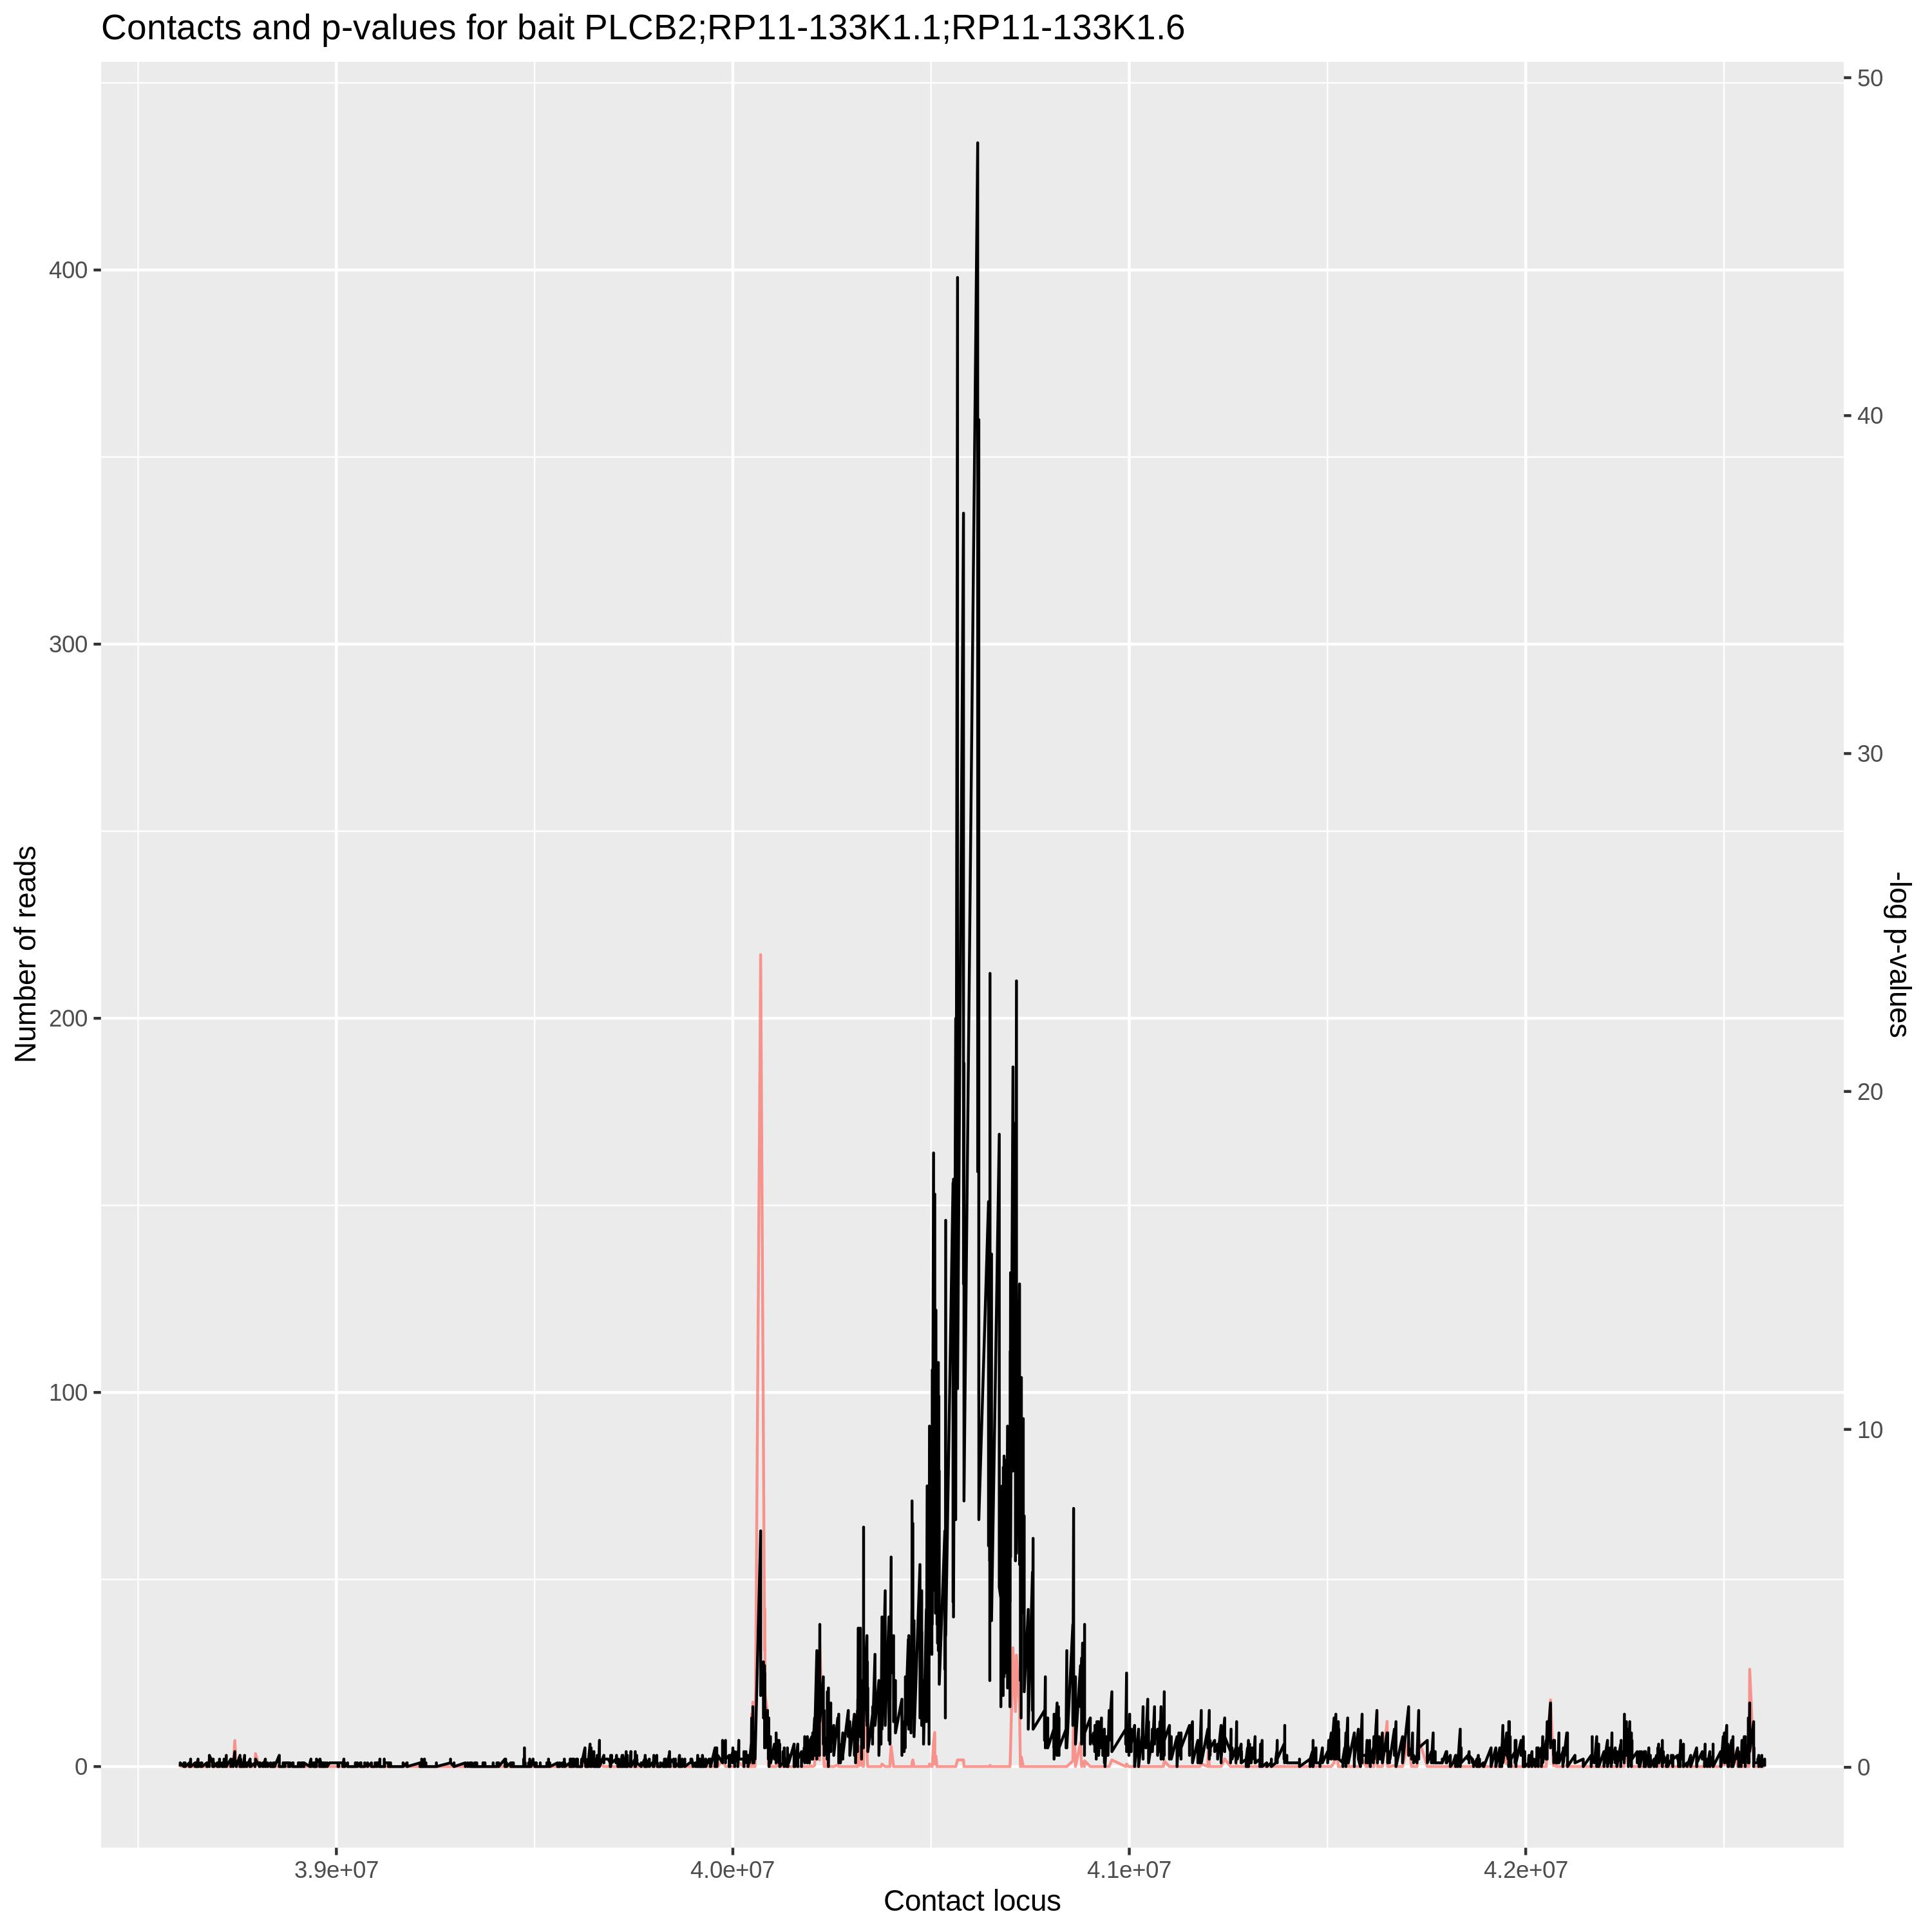 Contacts and p-values for bait PLCB2;RP11-133K1.1;RP11-133K1.6
50
400
40
300
30
Number of reads
-log p-values
200
20
100
10
0
0
3.9e+07
4.0e+07
4.1e+07
4.2e+07
Contact locus